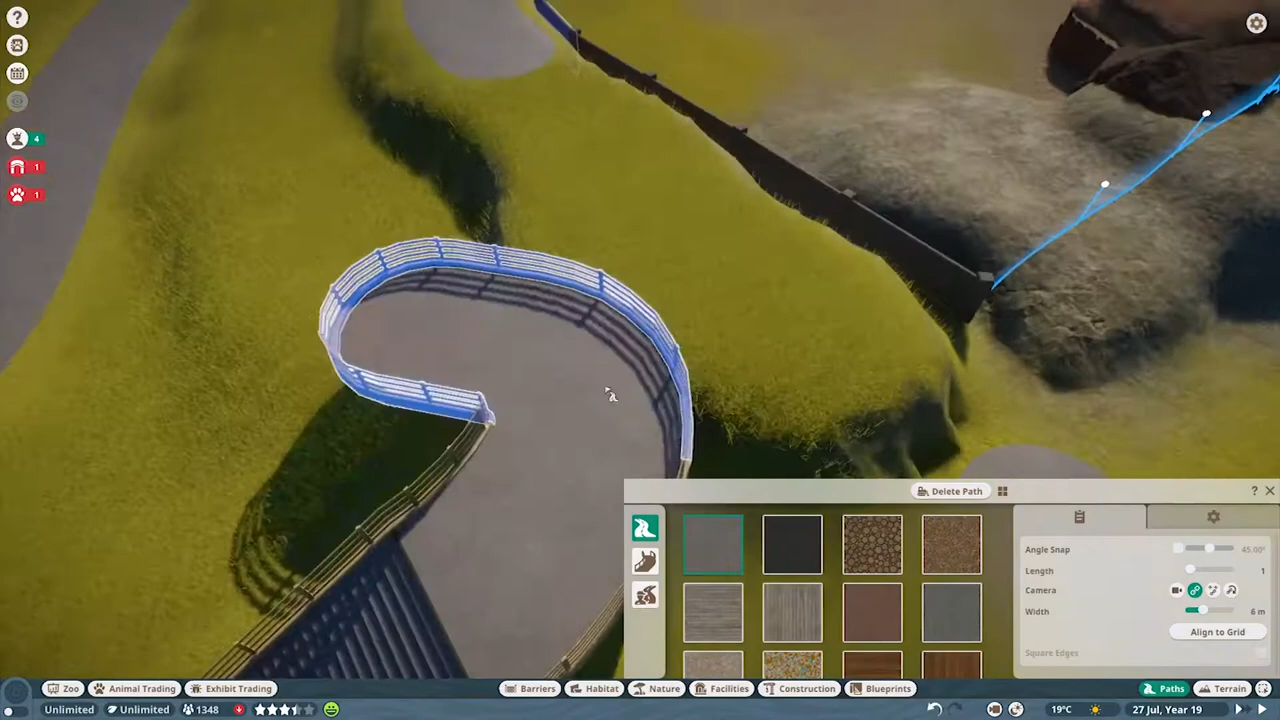 ?
4
1
1
Delete Path
?
Angle Snap 45.00°
Length 1
Camera
Width 6 m
Align to Grid
Square Edges
Zoo Animal Trading Exhibit Trading Barriers Habitat Nature Facilities Construction Blueprints Paths Terrain
Unlimited Unlimited 1348 19°C 27 Jul, Year 19